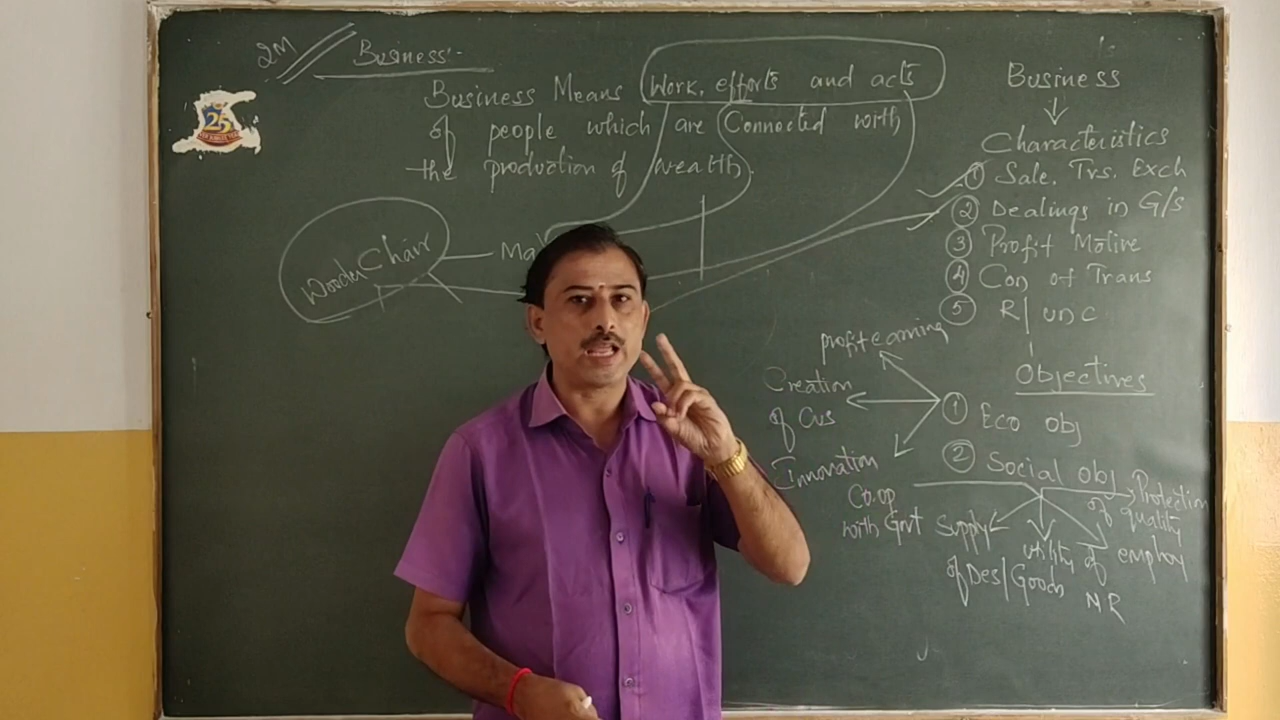 2M
Business:-
Business Means Work, efforts and acts
of people which are Connected with
the production of wealth.
Wooden Chair
Ma
25
Business
Characteristics
① Sale. Trs. Exch
② Dealings in G/s
③ Profit Motive
④ Con of Trans
⑤ R/ unc
Objectives
① Eco obj
profit earning
Creation
of Cus
Innovation
② Social obj
Co.op
with Govt
Supply
of Des/Goods
utility of
NR
employ
Protection
of quality